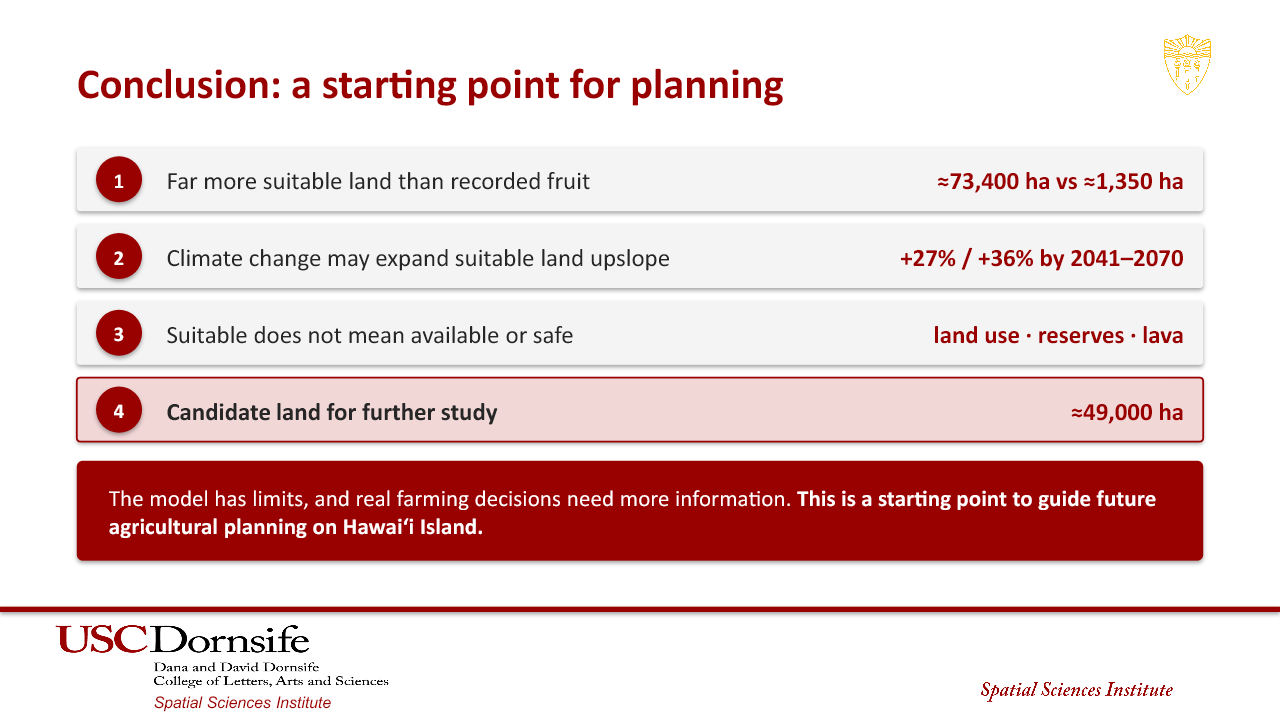 Conclusion: a starting point for planning
1 Far more suitable land than recorded fruit ≈73,400 ha vs ≈1,350 ha
2 Climate change may expand suitable land upslope +27% / +36% by 2041–2070
3 Suitable does not mean available or safe land use · reserves · lava
4 Candidate land for further study ≈49,000 ha
The model has limits, and real farming decisions need more information. This is a starting point to guide future
agricultural planning on Hawaiʻi Island.
USCDornsife
Dana and David Dornsife
College of Letters, Arts and Sciences
Spatial Sciences Institute
Spatial Sciences Institute